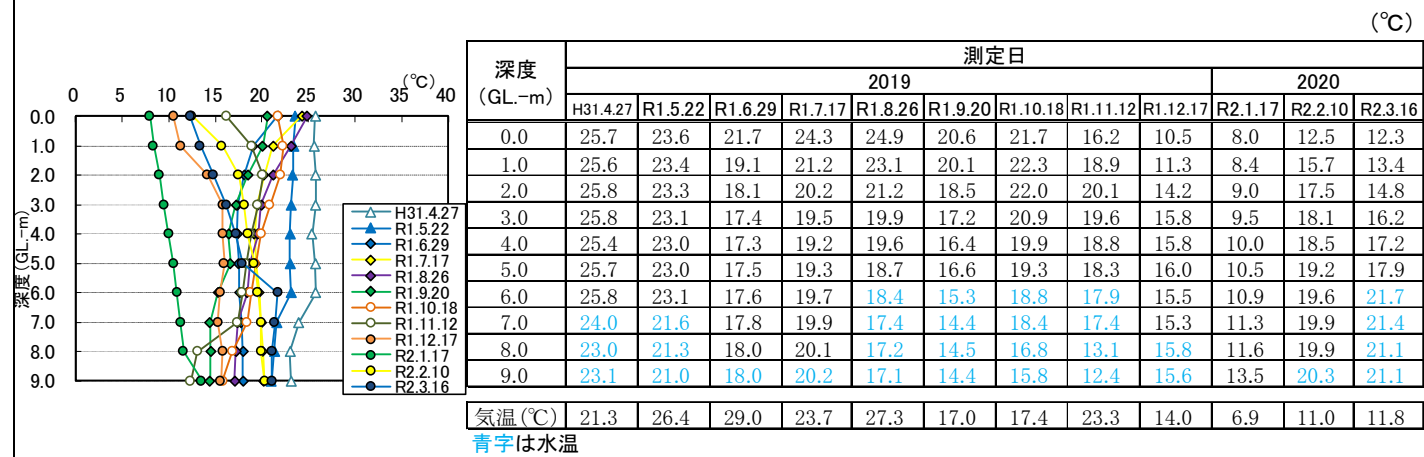 (℃)
(℃)
0 5 10 15 20 25 30 35 40
0.0
1.0
2.0
3.0
4.0
5.0
6.0
7.0
8.0
9.0
深度(GL.-m)
H31.4.27
R1.5.22
R1.6.29
R1.7.17
R1.8.26
R1.9.20
R1.10.18
R1.11.12
R1.12.17
R2.1.17
R2.2.10
R2.3.16
深度(GL.-m) 測定日
2019 2020
H31.4.27 R1.5.22 R1.6.29 R1.7.17 R1.8.26 R1.9.20 R1.10.18 R1.11.12 R1.12.17 R2.1.17 R2.2.10 R2.3.16
0.0 25.7 23.6 21.7 24.3 24.9 20.6 21.7 16.2 10.5 8.0 12.5 12.3
1.0 25.6 23.4 19.1 21.2 23.1 20.1 22.3 18.9 11.3 8.4 15.7 13.4
2.0 25.8 23.3 18.1 20.2 21.2 18.5 22.0 20.1 14.2 9.0 17.5 14.8
3.0 25.8 23.1 17.4 19.5 19.9 17.2 20.9 19.6 15.8 9.5 18.1 16.2
4.0 25.4 23.0 17.3 19.2 19.6 16.4 19.9 18.8 15.8 10.0 18.5 17.2
5.0 25.7 23.0 17.5 19.3 18.7 16.6 19.3 18.3 16.0 10.5 19.2 17.9
6.0 25.8 23.1 17.6 19.7 18.4 15.3 18.8 17.9 15.5 10.9 19.6 21.7
7.0 24.0 21.6 17.8 19.9 17.4 14.4 18.4 17.4 15.3 11.3 19.9 21.4
8.0 23.0 21.3 18.0 20.1 17.2 14.5 16.8 13.1 15.8 11.6 19.9 21.1
9.0 23.1 21.0 18.0 20.2 17.1 14.4 15.8 12.4 15.6 13.5 20.3 21.1
気温(℃) 21.3 26.4 29.0 23.7 27.3 17.0 17.4 23.3 14.0 6.9 11.0 11.8
青字は水温